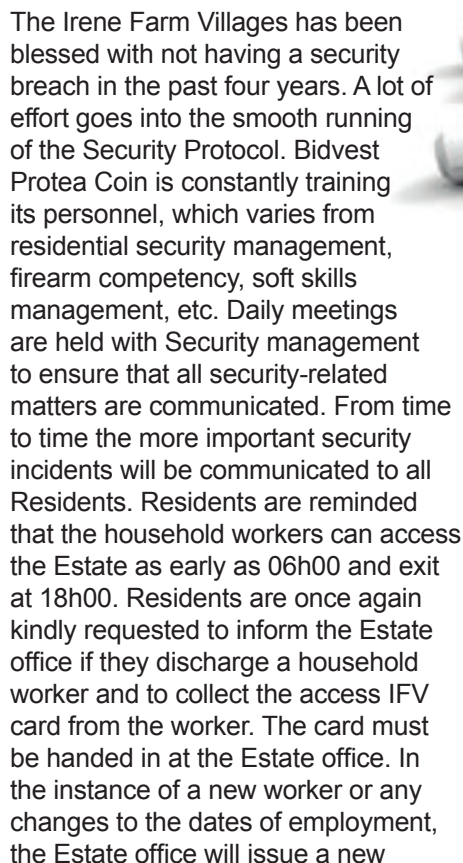 The Irene Farm Villages has been
blessed with not having a security
breach in the past four years. A lot of
effort goes into the smooth running
of the Security Protocol. Bidvest
Protea Coin is constantly training
its personnel, which varies from
residential security management,
firearm competency, soft skills
management, etc. Daily meetings
are held with Security management
to ensure that all security-related
matters are communicated. From time
to time the more important security
incidents will be communicated to all
Residents. Residents are reminded
that the household workers can access
the Estate as early as 06h00 and exit
at 18h00. Residents are once again
kindly requested to inform the Estate
office if they discharge a household
worker and to collect the access IFV
card from the worker. The card must
be handed in at the Estate office. In
the instance of a new worker or any
changes to the dates of employment,
the Estate office will issue a new